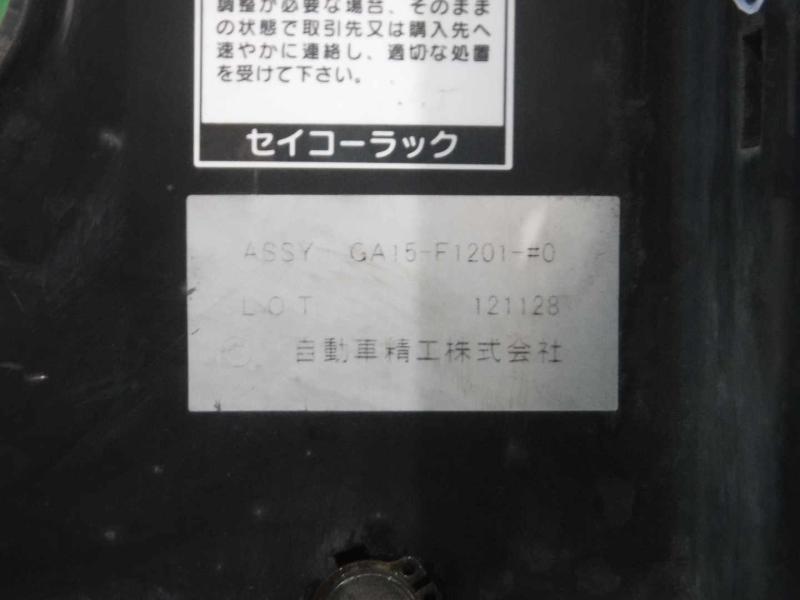 調整が必要な場合、そのまま
の状態で取引先又は購入先へ
速やかに連絡し、適切な処置
を受けて下さい。
セイコーラック
ASSY GA15-F1201-#0
LOT 121128
自動車精工株式会社